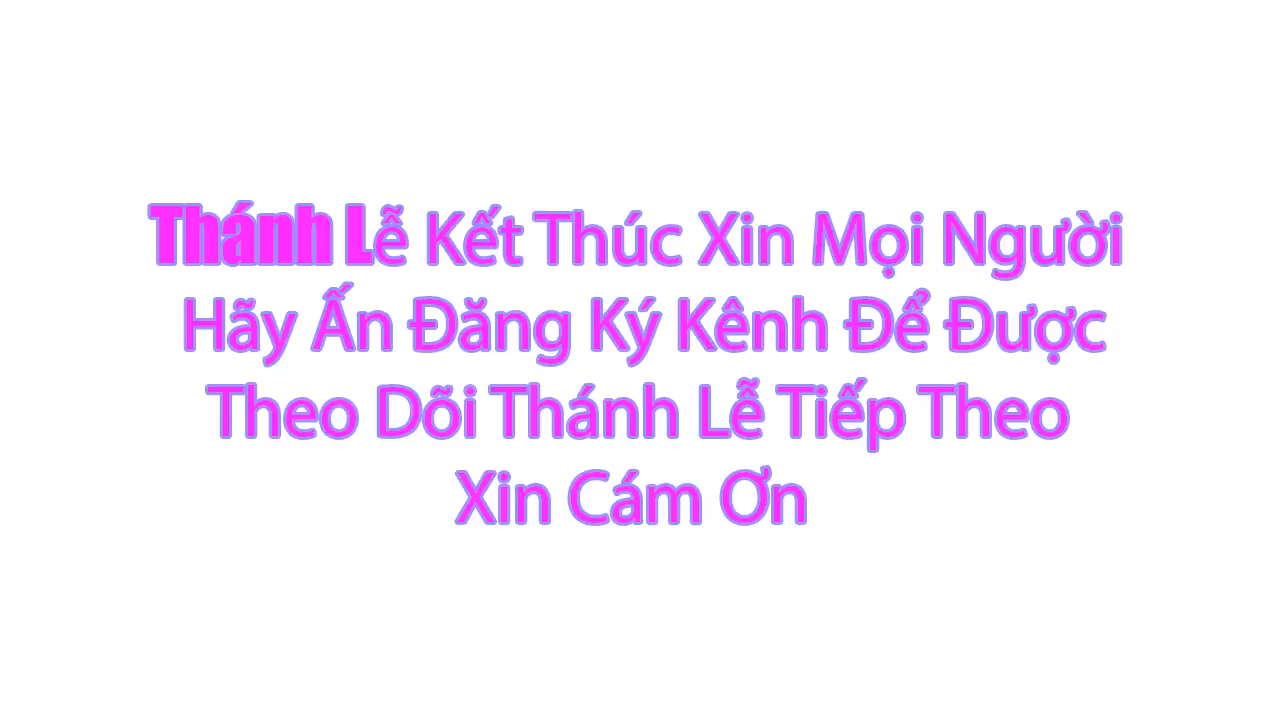 Thánh Lễ Kết Thúc Xin Mọi Người
Hãy Ấn Đăng Ký Kênh Để Được
Theo Dõi Thánh Lễ Tiếp Theo
Xin Cám Ơn